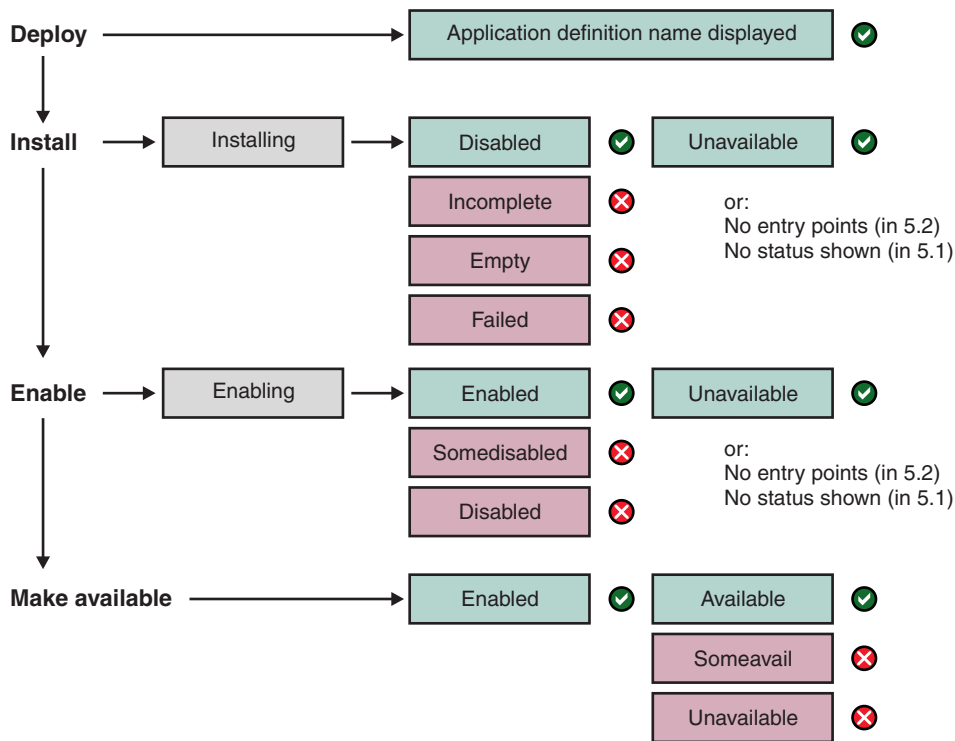 Deploy
Application definition name displayed
Install
Installing
Disabled
Unavailable
Incomplete
or:
No entry points (in 5.2)
No status shown (in 5.1)
Empty
Failed
Enable
Enabling
Enabled
Unavailable
Somedisabled
or:
No entry points (in 5.2)
No status shown (in 5.1)
Disabled
Make available
Enabled
Available
Someavail
Unavailable